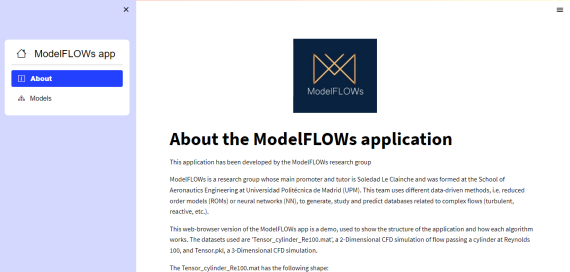 ModelFLOWs app
About
Models
ModelFLOWs
About the ModelFLOWs application
This application has been developed by the ModelFLOWs research group
ModelFLOWs is a research group whose main promoter and tutor is Soledad Le Clainche and was formed at the School of
Aeronautics Engineering at Universidad Politécnica de Madrid (UPM). This team uses different data-driven methods, i.e. reduced
order models (ROMs) or neural networks (NN), to generate, study and predict databases related to complex flows (turbulent,
reactive, etc.).
This web-browser version of the ModelFLOWs app is a demo, used to show the structure of the application and how each algorithm
works. The datasets used are 'Tensor_cylinder_Re100.mat', a 2-Dimensional CFD simulation of flow passing a cylinder at Reynolds
100, and Tensor.pkl, a 3-Dimensional CFD simulation.
The Tensor_cylinder_Re100.mat has the following shape: